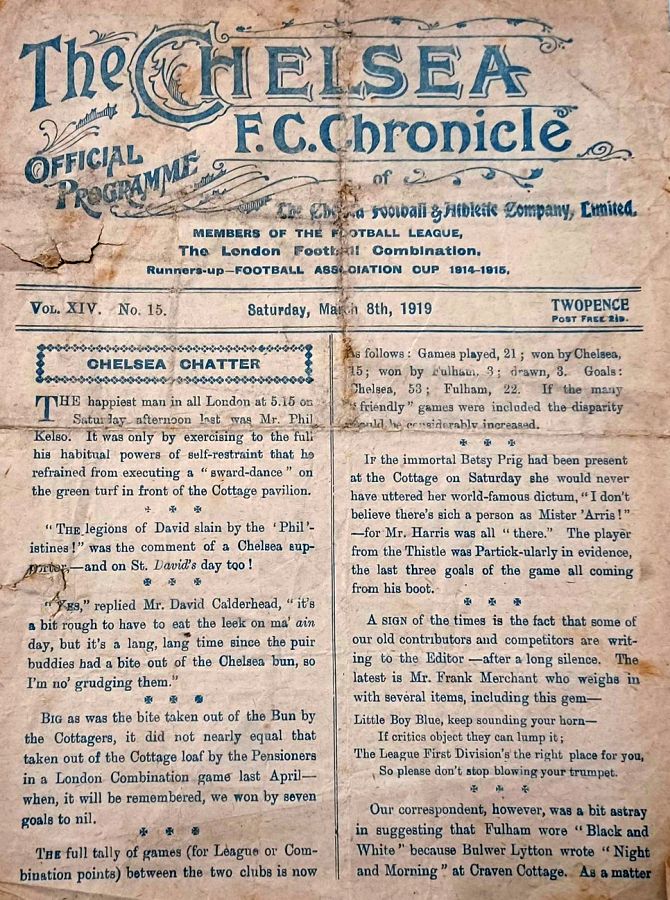 The CHELSEA
F.C. Chronicle
OFFICIAL
PROGRAMME
of
The Chelsea Football & Athletic Company, Limited.
MEMBERS OF THE FOOTBALL LEAGUE,
The London Football Combination.
Runners-up—FOOTBALL ASSOCIATION CUP 1914-1915.
VOL. XIV. No. 15. Saturday, March 8th, 1919 TWOPENCE
POST FREE 2½D.
CHELSEA CHATTER
THE happiest man in all London at 5.15 on
Saturday afternoon last was Mr. Phil
Kelso. It was only by exercising to the full
his habitual powers of self-restraint that he
refrained from executing a "sward-dance" on
the green turf in front of the Cottage pavilion.
"THE legions of David slain by the 'Phil'-
istines!" was the comment of a Chelsea sup-
porter,—and on St. David's day too!
"YES," replied Mr. David Calderhead, "it's
a bit rough to have to eat the leek on ma' ain
day, but it's a lang, lang time since the puir
buddies had a bite out of the Chelsea bun, so
I'm no' grudging them."
BIG as was the bite taken out of the Bun by
the Cottagers, it did not nearly equal that
taken out of the Cottage loaf by the Pensioners
in a London Combination game last April—
when, it will be remembered, we won by seven
goals to nil.
THE full tally of games (for League or Com-
bination points) between the two clubs is now
as follows: Games played, 21; won by Chelsea,
15; won by Fulham, 3; drawn, 3. Goals:
Chelsea, 53; Fulham, 22. If the many
"friendly" games were included the disparity
would be considerably increased.
IF the immortal Betsy Prig had been present
at the Cottage on Saturday she would never
have uttered her world-famous dictum, "I don't
believe there's sich a person as Mister 'Arris!"
—for Mr. Harris was all "there." The player
from the Thistle was Partick-ularly in evidence,
the last three goals of the game all coming
from his boot.
A SIGN of the times is the fact that some of
our old contributors and competitors are writ-
ing to the Editor—after a long silence. The
latest is Mr. Frank Merchant who weighs in
with several items, including this gem—
Little Boy Blue, keep sounding your horn—
If critics object they can lump it;
The League First Division's the right place for you,
So please don't stop blowing your trumpet.
Our correspondent, however, was a bit astray
in suggesting that Fulham wore "Black and
White" because Bulwer Lytton wrote "Night
and Morning" at Craven Cottage. As a matter